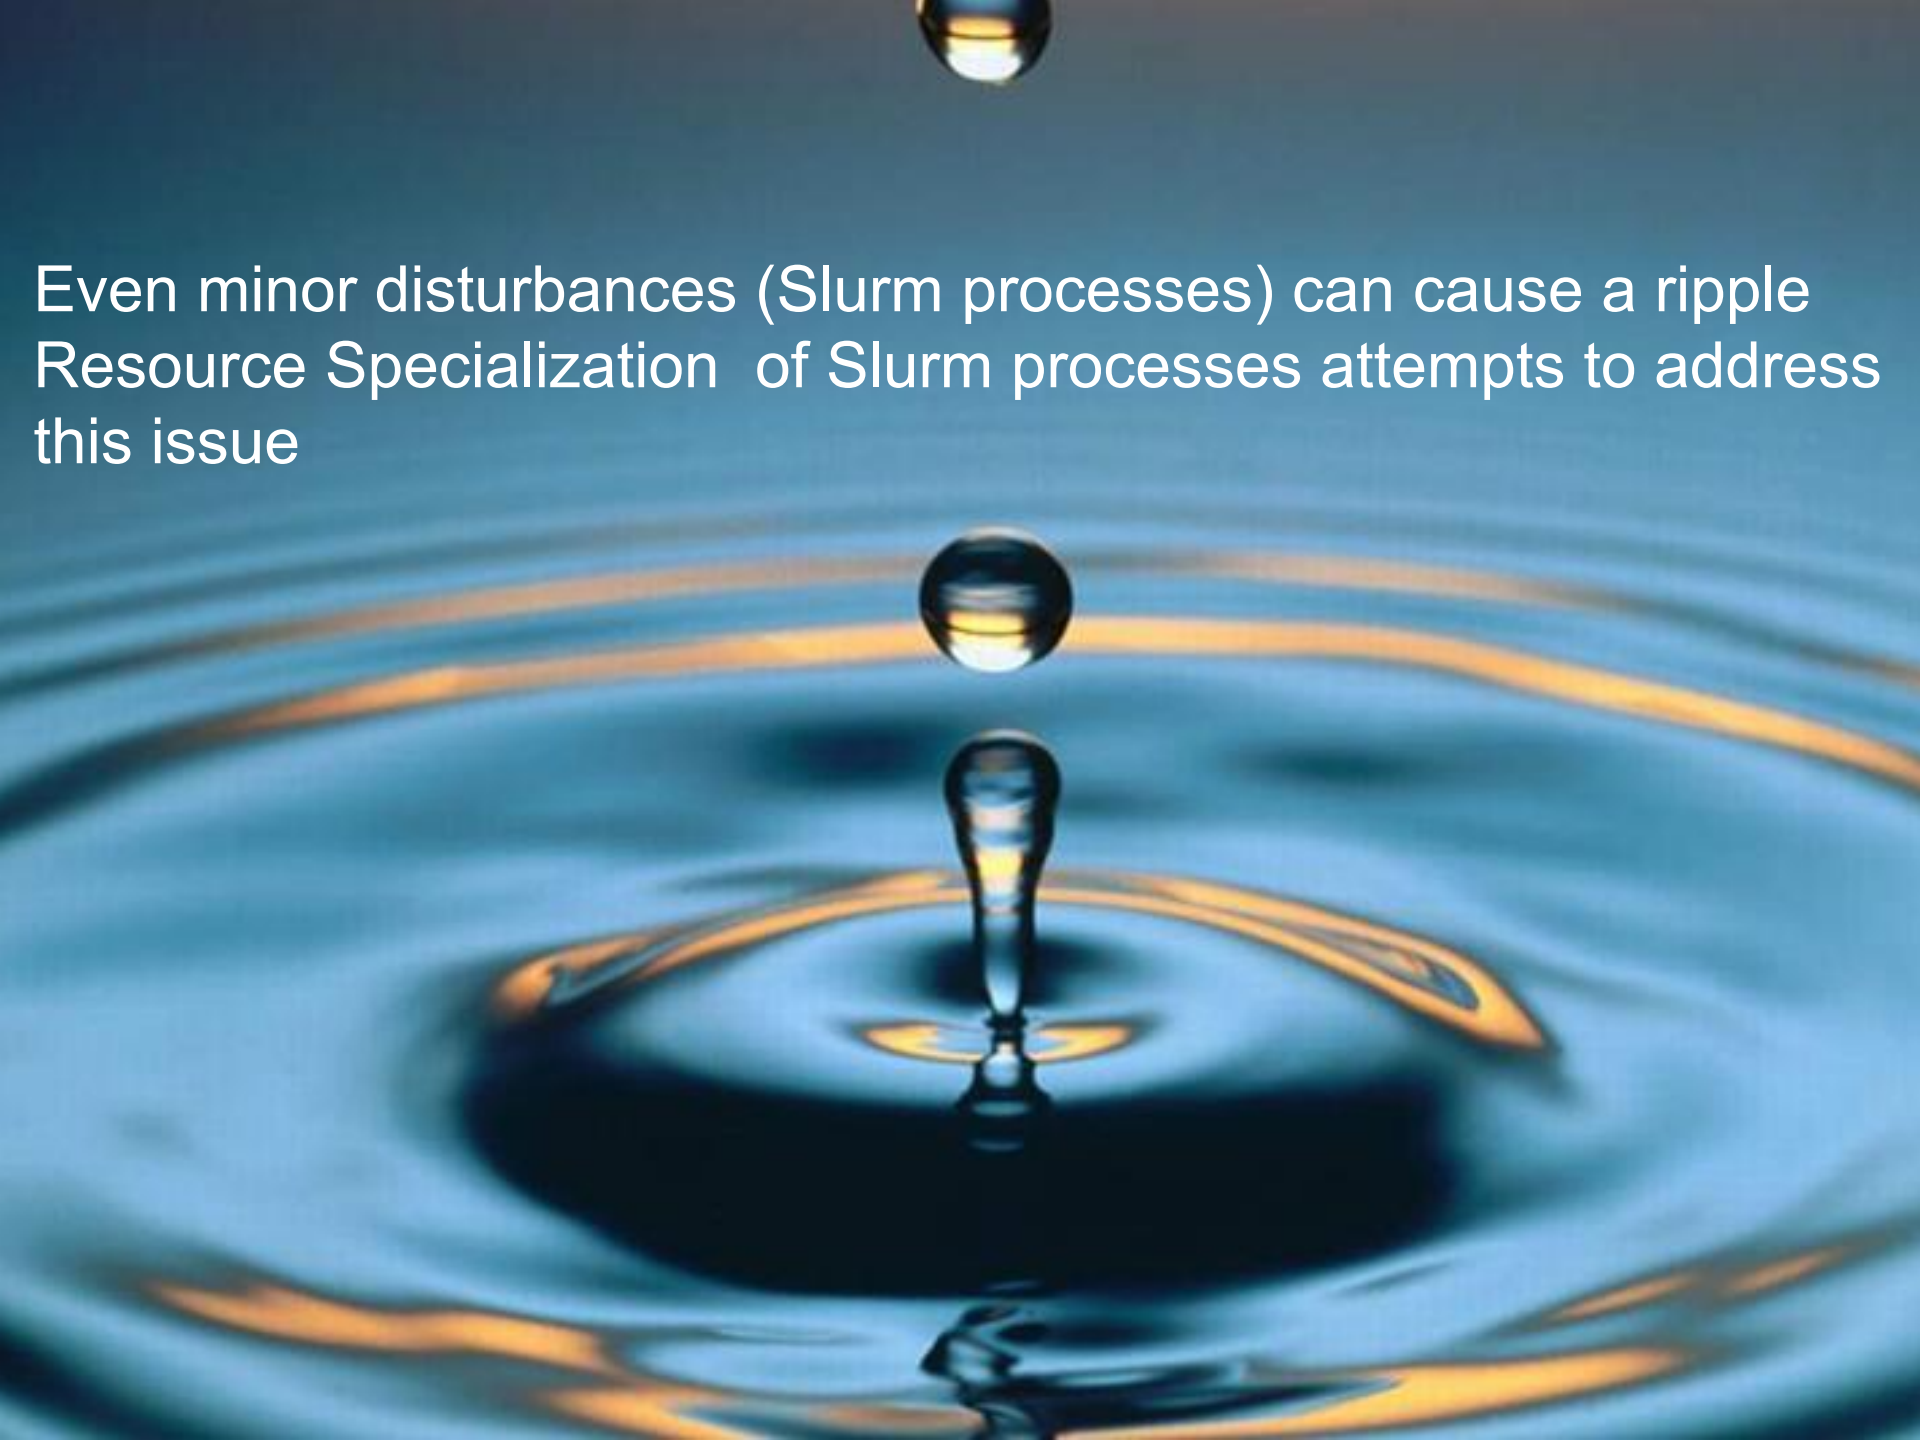 Even minor disturbances (Slurm processes) can cause a ripple
Resource Specialization  of Slurm processes attempts to address
this issue